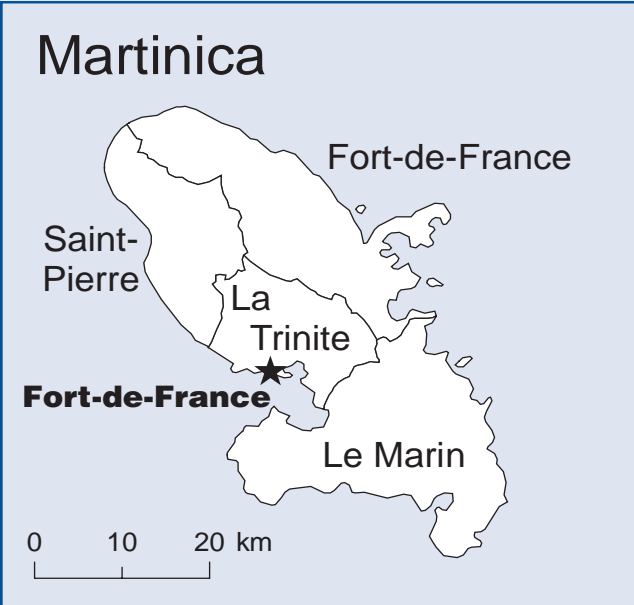 Martinica
Fort-de-France
Saint-
Pierre
La
Trinite
Fort-de-France
Le Marin
0 10 20 km